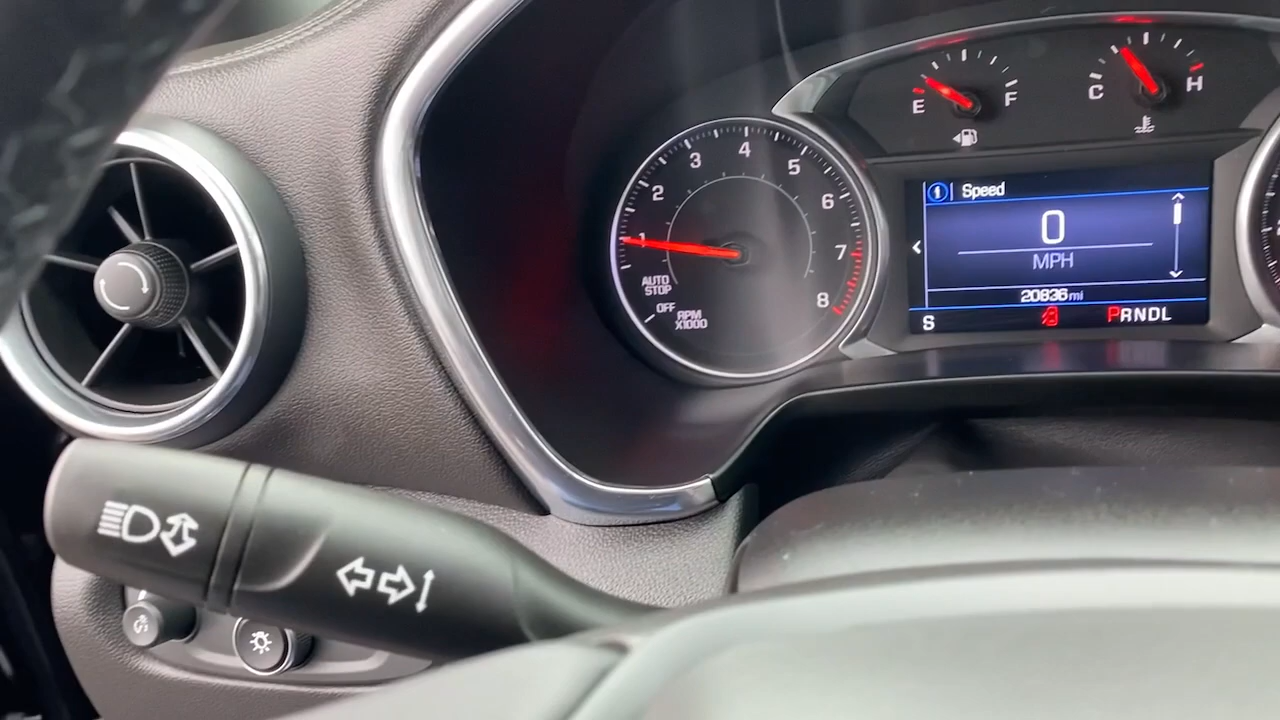 E F
C H
1 2 3 4 5 6 7 8
AUTO
STOP
OFF
RPM
X1000
Speed
0
MPH
20836 mi
S PRNDL